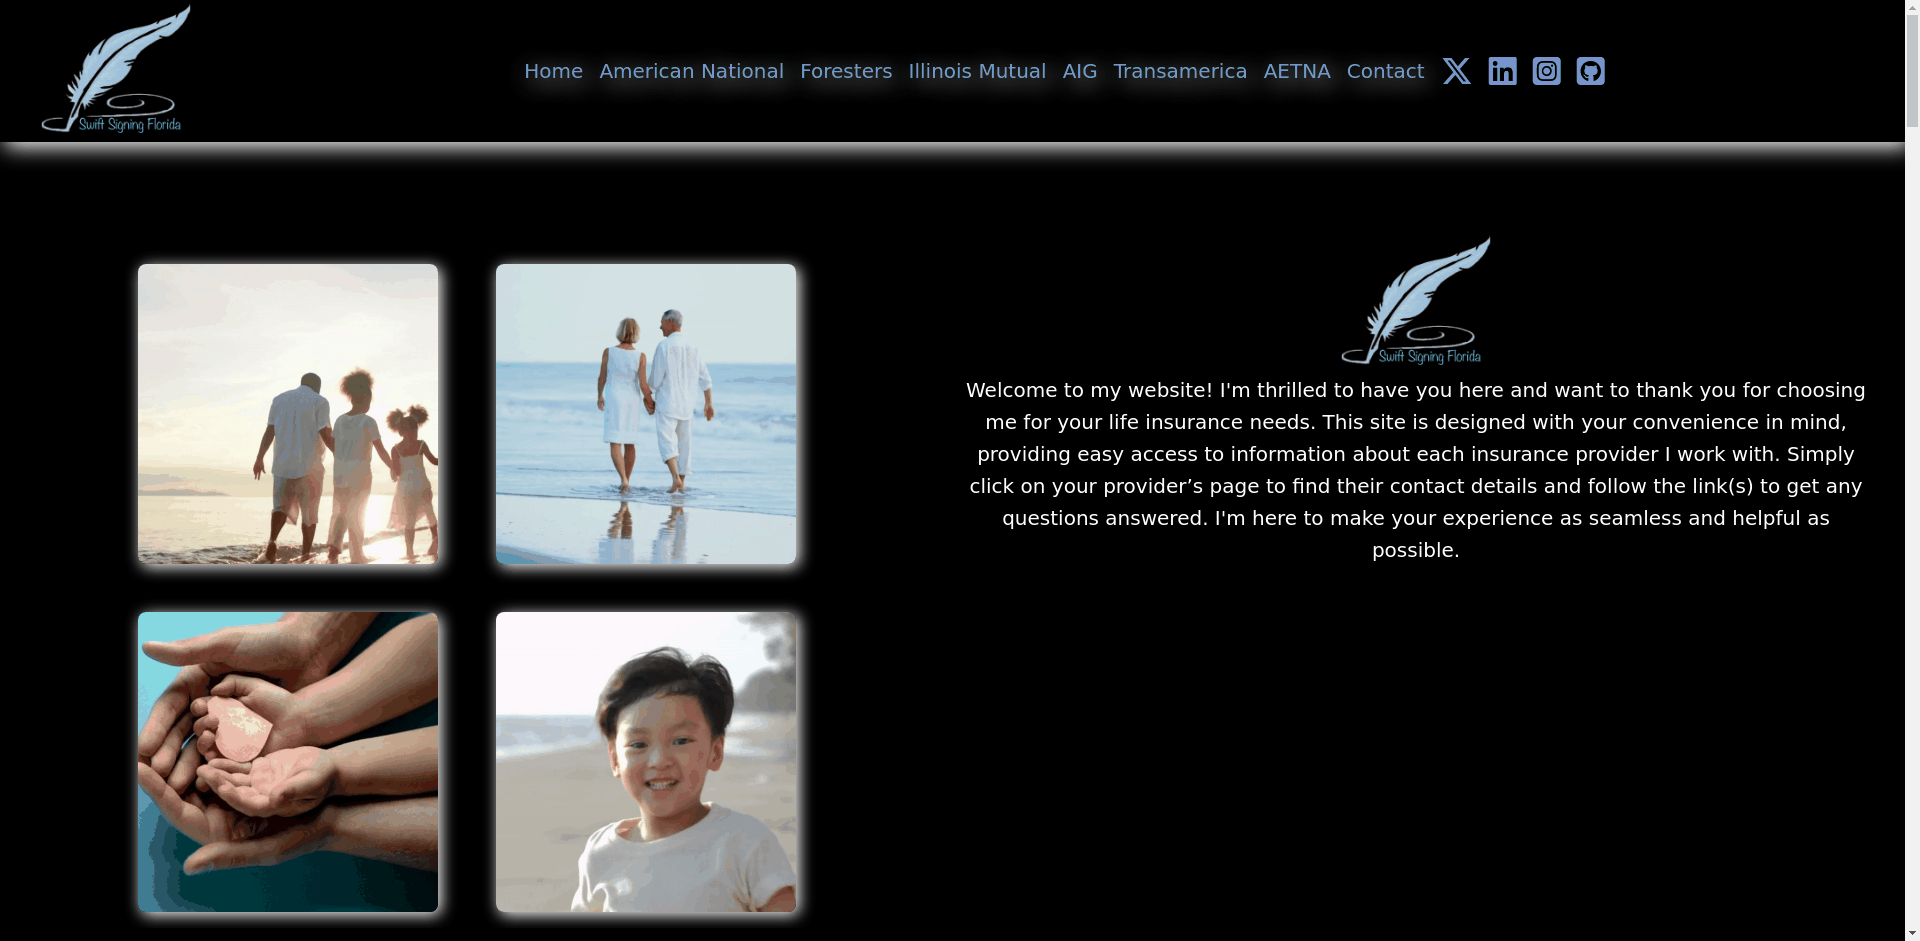 Swift Signing Florida
Home American National Foresters Illinois Mutual AIG Transamerica AETNA Contact
Swift Signing Florida
Welcome to my website! I'm thrilled to have you here and want to thank you for choosing
me for your life insurance needs. This site is designed with your convenience in mind,
providing easy access to information about each insurance provider I work with. Simply
click on your provider’s page to find their contact details and follow the link(s) to get any
questions answered. I'm here to make your experience as seamless and helpful as
possible.